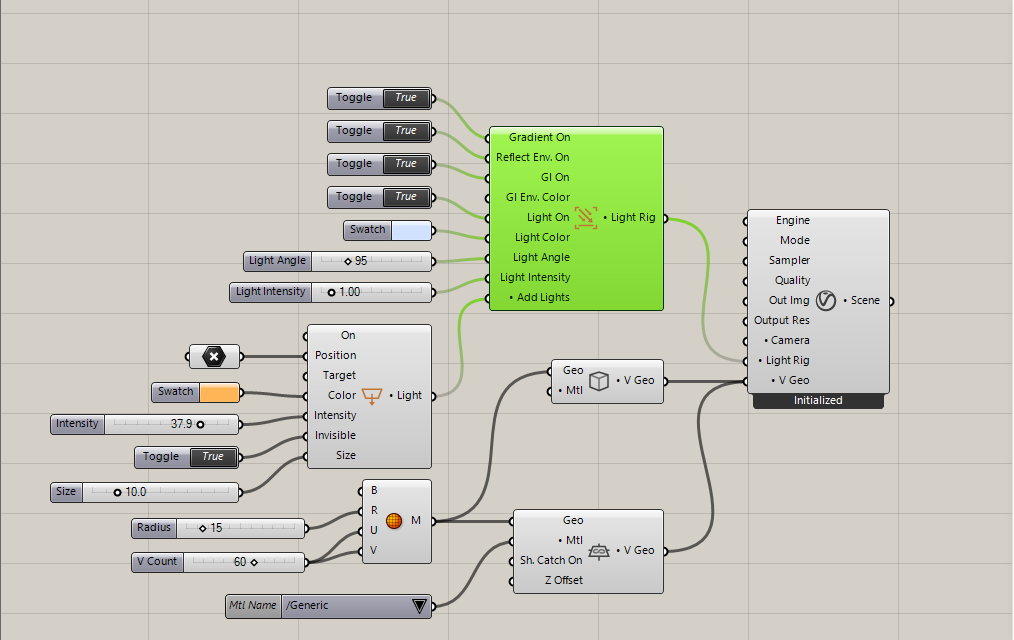 Toggle True
Toggle True
Toggle True
Toggle True
Swatch
Light Angle 95
Light Intensity 1.00
Gradient On
Reflect Env. On
GI On
GI Env. Color
Light On
Light Color
Light Angle
Light Intensity
• Add Lights
• Light Rig
Engine
Mode
Sampler
Quality
Out Img
Output Res
• Camera
• Light Rig
• V Geo
• Scene
Initialized
Swatch
Intensity 37.9
Toggle True
Size 10.0
On
Position
Target
Color
Intensity
Invisible
Size
• Light
Geo
• Mtl
• V Geo
Radius 15
V Count 60
B
R
U
V
M
Mtl Name /Generic
Geo
• Mtl
Sh. Catch On
Z Offset
• V Geo